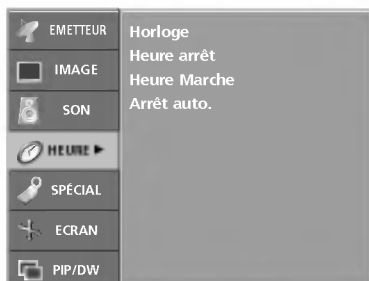 EMETTEUR
IMAGE
SON
HEURE ►
SPÉCIAL
ECRAN
PIP/DW
Horloge
Heure arrêt
Heure Marche
Arrêt auto.